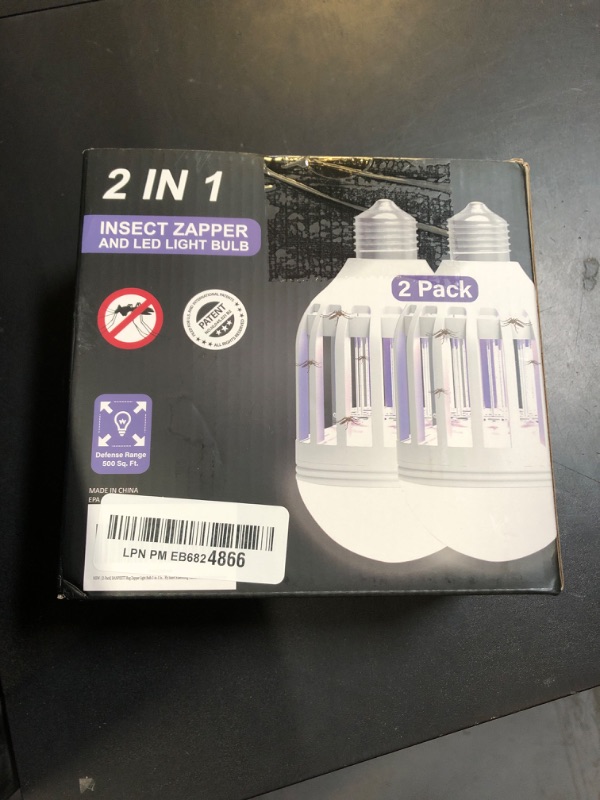 2 IN 1
INSECT ZAPPER
AND LED LIGHT BULB
2 Pack
PATENT
Defense Range
500 Sq. Ft.
MADE IN CHINA
EPA
LPN PM EB6824866